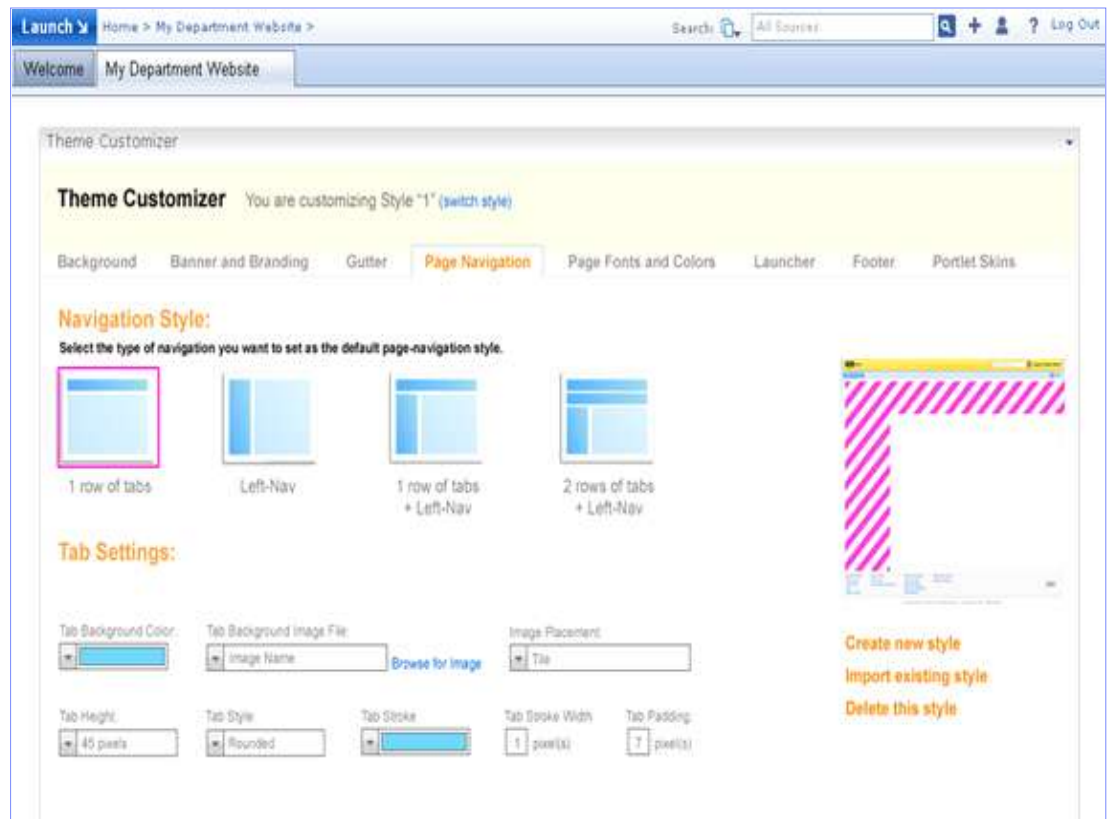 Launch
Home > My Department Website >
Search:
All Sources
? Log Out
Welcome
My Department Website
Theme Customizer
Theme Customizer
You are customizing Style "1" (switch style)
Background
Banner and Branding
Gutter
Page Navigation
Page Fonts and Colors
Launcher
Footer
Portlet Skins
Navigation Style:
Select the type of navigation you want to set as the default page-navigation style.
1 row of tabs
Left-Nav
1 row of tabs
+ Left-Nav
2 rows of tabs
+ Left-Nav
Tab Settings:
Tab Background Color:
Tab Background Image File:
Image Placement:
Image Name
Browse for Image
Tile
Create new style
Import existing style
Delete this style
Tab Height:
Tab Style
Tab Stroke
Tab Stroke Width
Tab Padding:
45 pixels
Rounded
1 pixel(s)
7 pixel(s)